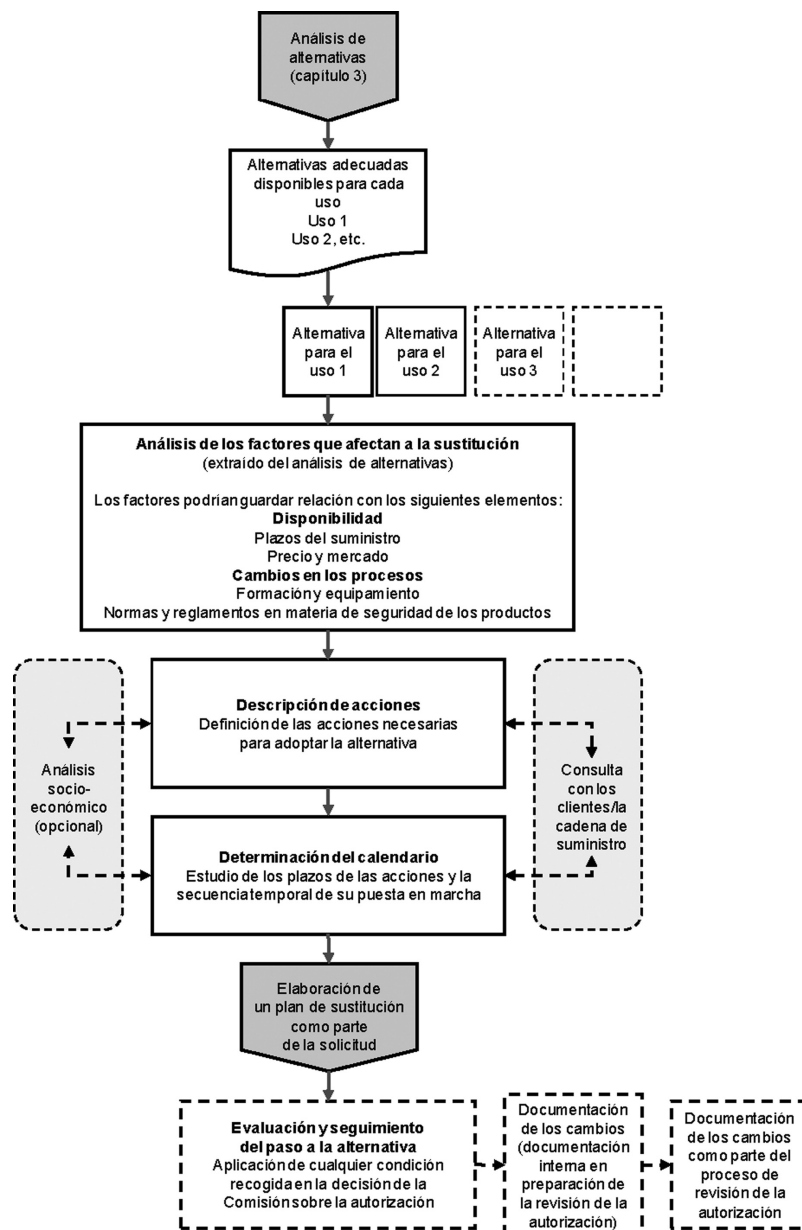 Análisis de
alternativas
(capítulo 3)
Alternativas adecuadas
disponibles para cada
uso
Uso 1
Uso 2, etc.
Alternativa
para el
uso 1
Alternativa
para el
uso 2
Alternativa
para el
uso 3
Análisis de los factores que afectan a la sustitución
(extraído del análisis de alternativas)
Los factores podrían guardar relación con los siguientes elementos:
Disponibilidad
Plazos del suministro
Precio y mercado
Cambios en los procesos
Formación y equipamiento
Normas y reglamentos en materia de seguridad de los productos
Descripción de acciones
Definición de las acciones necesarias
para adoptar la alternativa
Análisis
socio-
económico
(opcional)
Consulta
con los
clientes/la
cadena de
suministro
Determinación del calendario
Estudio de los plazos de las acciones y la
secuencia temporal de su puesta en marcha
Elaboración de
un plan de sustitución
como parte
de la solicitud
Evaluación y seguimiento
del paso a la alternativa
Aplicación de cualquier condición
recogida en la decisión de la
Comisión sobre la autorización
Documentación
de los cambios
(documentación
interna en
preparación de
la revisión de la
autorización)
Documentación
de los cambios
como parte del
proceso de
revisión de la
autorización